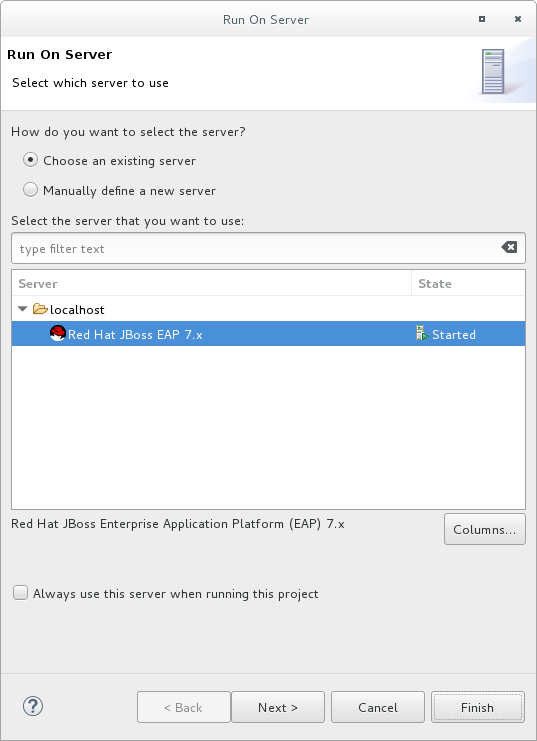 Run On Server
Run On Server
Select which server to use
How do you want to select the server?
Choose an existing server
Manually define a new server
Select the server that you want to use:
type filter text
Server State
localhost
Red Hat JBoss EAP 7.x Started
Red Hat JBoss Enterprise Application Platform (EAP) 7.x
Columns...
Always use this server when running this project
? < Back Next > Cancel Finish